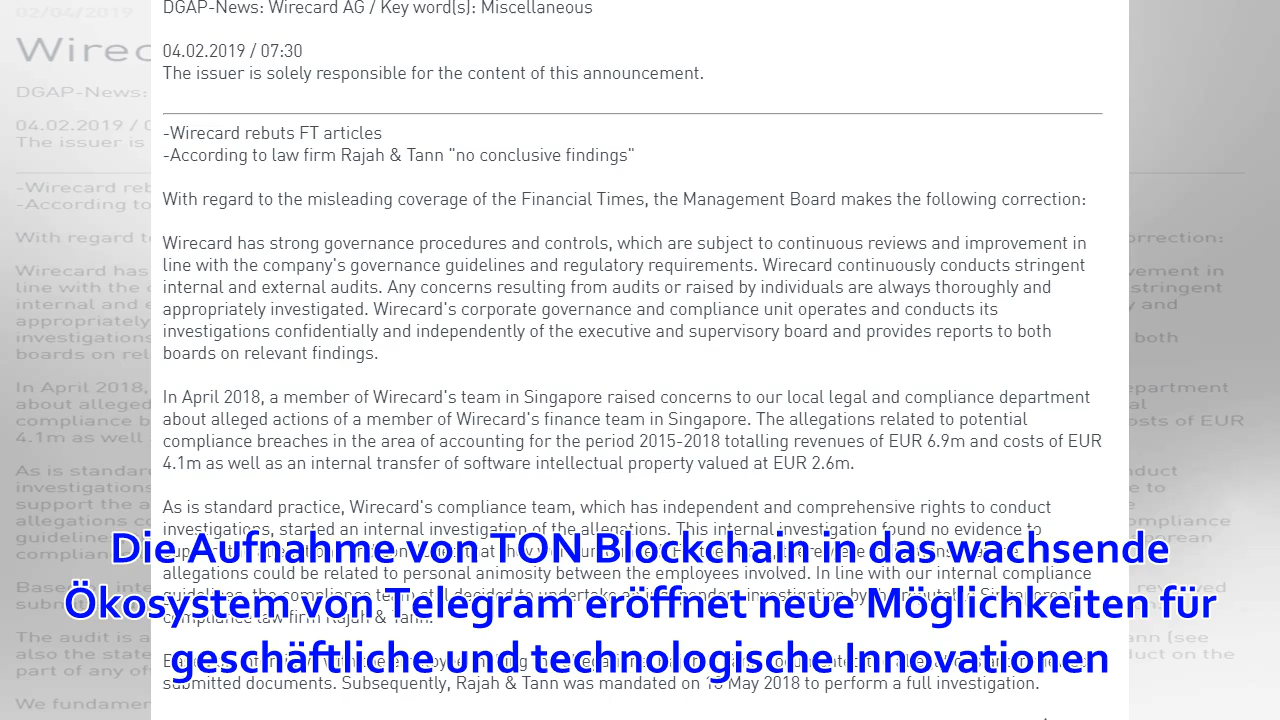 DGAP-News: Wirecard AG / Key word(s): Miscellaneous
04.02.2019 / 07:30
The issuer is solely responsible for the content of this announcement.
-Wirecard rebuts FT articles
-According to law firm Rajah & Tann "no conclusive findings"
With regard to the misleading coverage of the Financial Times, the Management Board makes the following correction:
Wirecard has strong governance procedures and controls, which are subject to continuous reviews and improvement in
line with the company's governance guidelines and regulatory requirements. Wirecard continuously conducts stringent
internal and external audits. Any concerns resulting from audits or raised by individuals are always thoroughly and
appropriately investigated. Wirecard's corporate governance and compliance unit operaves and conducts its
investigations confidentially and independently of the executive and supervisory board and provides reports to both
boards on relevant findings.
In April 2018, a member of Wirecard's team in Singapore raised concerns to our local legal and compliance department
about alleged actions of a member of Wirecard's finance team in Singapore. The allegations related to potential
compliance breaches in the area of accounting for the period 2015-2018 totalling revenues of EUR 6.9m and costs of EUR
4.1m as well as an internal transfer of software intellectual property valued at EUR 2.6m.
As is standard practice, Wirecard's compliance team, which has independent and comprehensive rights to conduct
investigations, started an internal investigation of the allegations. This internal investigation found no evidence to
allegations could be related to personal animosity between the employees involved. In line with our internal compliance
compliance law firm Rajah & Tann.
submitted documents. Subsequently, Rajah & Tann was mandated on May 2018 to perform a full investigation.
Die Aufnahme von TON Blockchain in das wachsende
Ökosystem von Telegram eröffnet neue Möglichkeiten für
geschäftliche und technologische Innovationen